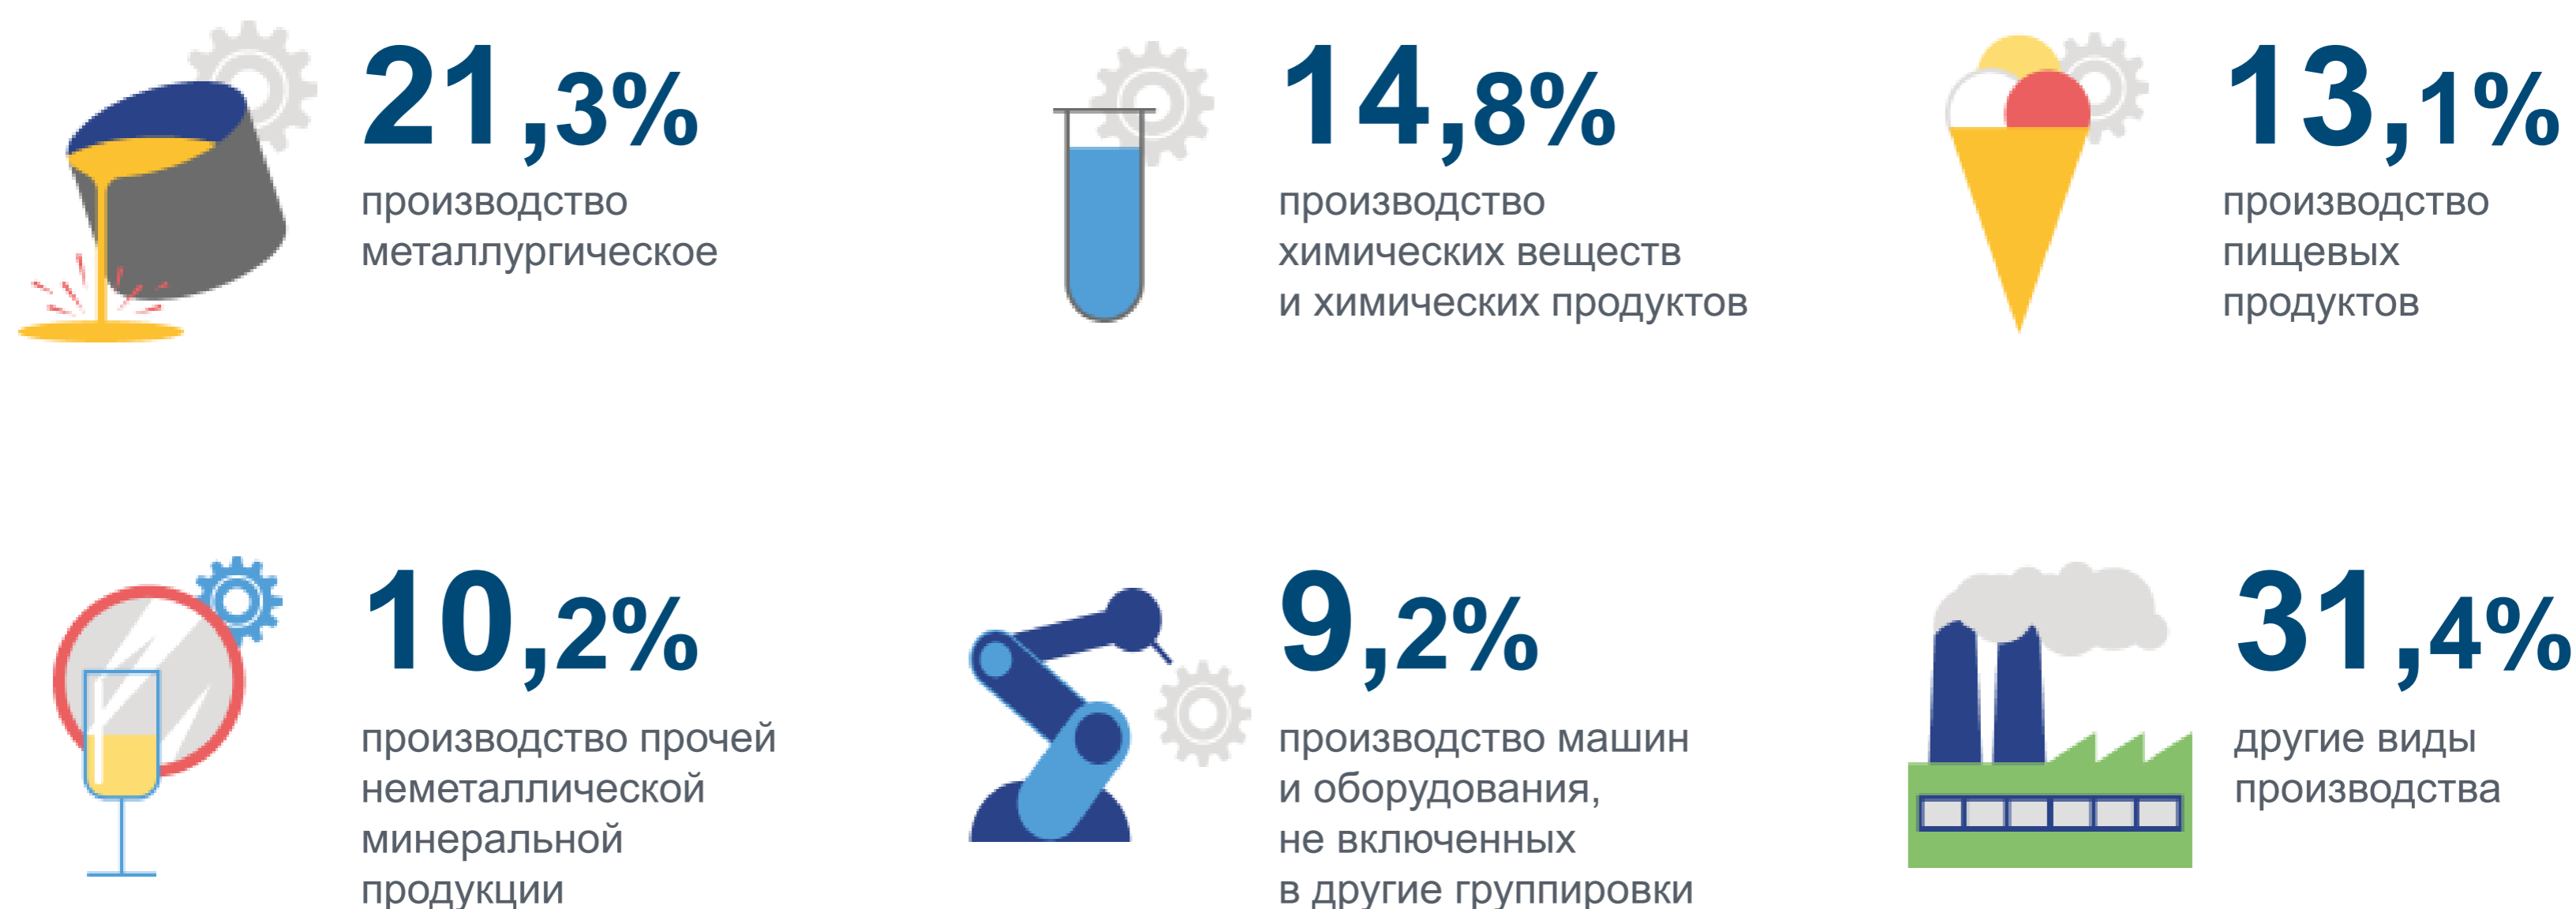 21,3%
производство
металлургическое
14,8%
производство
химических веществ
и химических продуктов
13,1%
производство
пищевых
продуктов
10,2%
производство прочей
неметаллической
минеральной
продукции
9,2%
производство машин
и оборудования,
не включенных
в другие группировки
31,4%
другие виды
производства